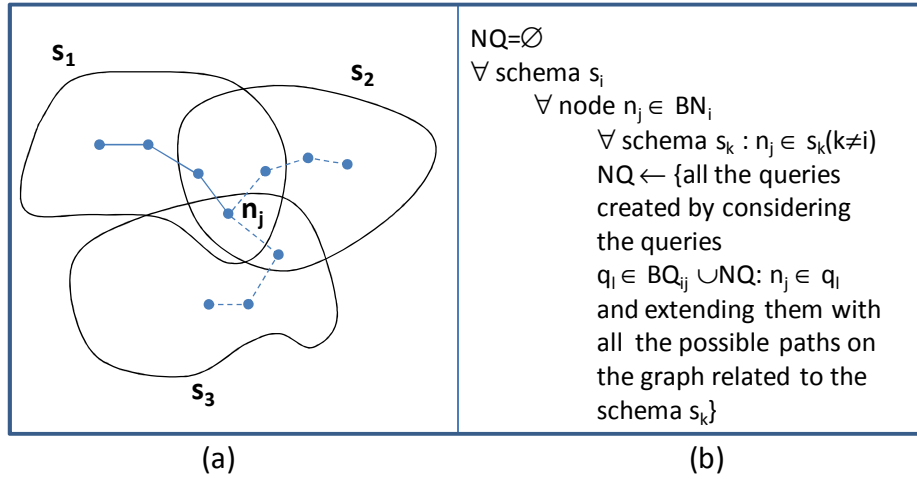 s₁
s₂
nⱼ
s₃
(a)
NQ=∅
∀ schema sᵢ
∀ node nⱼ ∈ BNᵢ
∀ schema sₖ : nⱼ ∈ sₖ(k≠i)
NQ ← {all the queries
created by considering
the queries
qₗ ∈ BQᵢⱼ ∪NQ: nⱼ ∈ qₗ
and extending them with
all the possible paths on
the graph related to the
schema sₖ}
(b)